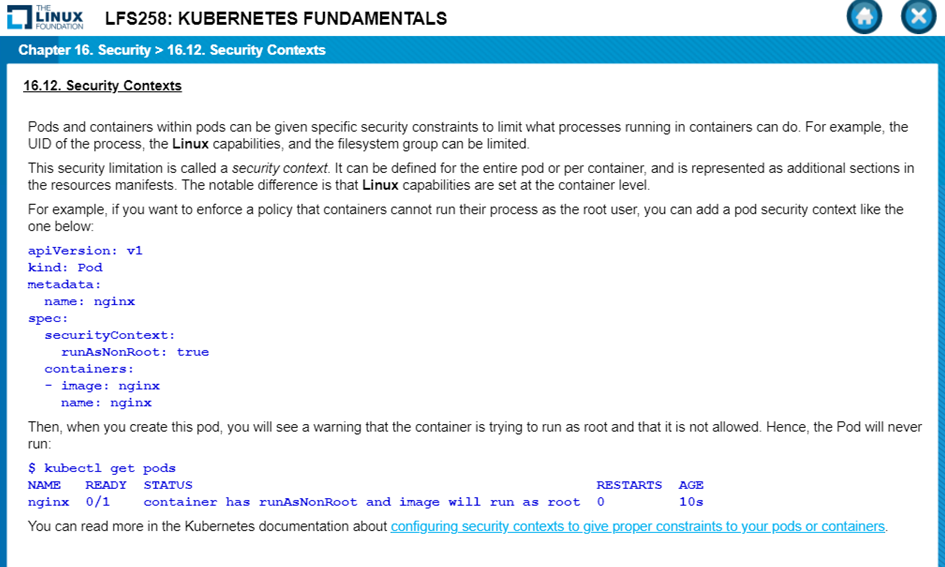 THE
LINUX
FOUNDATION
LFS258: KUBERNETES FUNDAMENTALS
Chapter 16. Security > 16.12. Security Contexts
16.12. Security Contexts
Pods and containers within pods can be given specific security constraints to limit what processes running in containers can do. For example, the
UID of the process, the Linux capabilities, and the filesystem group can be limited.
This security limitation is called a security context. It can be defined for the entire pod or per container, and is represented as additional sections in
the resources manifests. The notable difference is that Linux capabilities are set at the container level.
For example, if you want to enforce a policy that containers cannot run their process as the root user, you can add a pod security context like the
one below:
apiVersion: v1
kind: Pod
metadata:
  name: nginx
spec:
  securityContext:
    runAsNonRoot: true
  containers:
  - image: nginx
    name: nginx
Then, when you create this pod, you will see a warning that the container is trying to run as root and that it is not allowed. Hence, the Pod will never
run:
$ kubectl get pods
NAME   READY  STATUS                                                 RESTARTS  AGE
nginx  0/1    container has runAsNonRoot and image will run as root  0         10s
You can read more in the Kubernetes documentation about configuring security contexts to give proper constraints to your pods or containers.